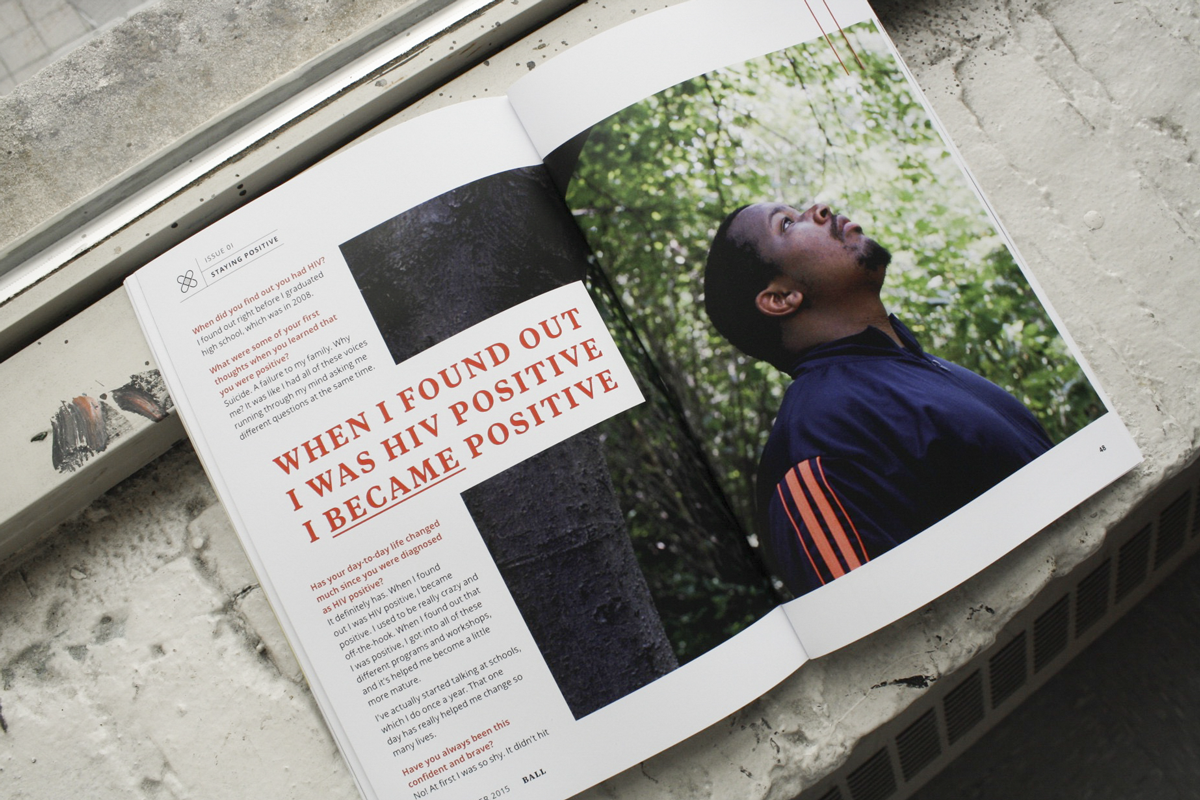 ISSUE 01
STAYING POSITIVE
When did you find out you had HIV?
I found out right before I graduated
high school, which was in 2008.
What were some of your first
thoughts when you learned that
you were positive?
Suicide. A failure to my family. Why
me? It was like I had all of these voices
running through my mind asking me
different questions at the same time.
WHEN I FOUND OUT
I WAS HIV POSITIVE
I BECAME POSITIVE
Has your day-to-day life changed
much since you were diagnosed
as HIV positive?
It definitely has. When I found
out I was HIV positive, I became
positive. I used to be really crazy and
off-the-hook. When I found out that
I was positive, I got into all of these
different programs and workshops,
and it's helped me become a little
more mature.
I've actually started talking at schools,
which I do once a year. That one
day has really helped me change so
many lives.
Have you always been this
confident and brave?
No! At first I was so shy. It didn't hit
2015
BALL